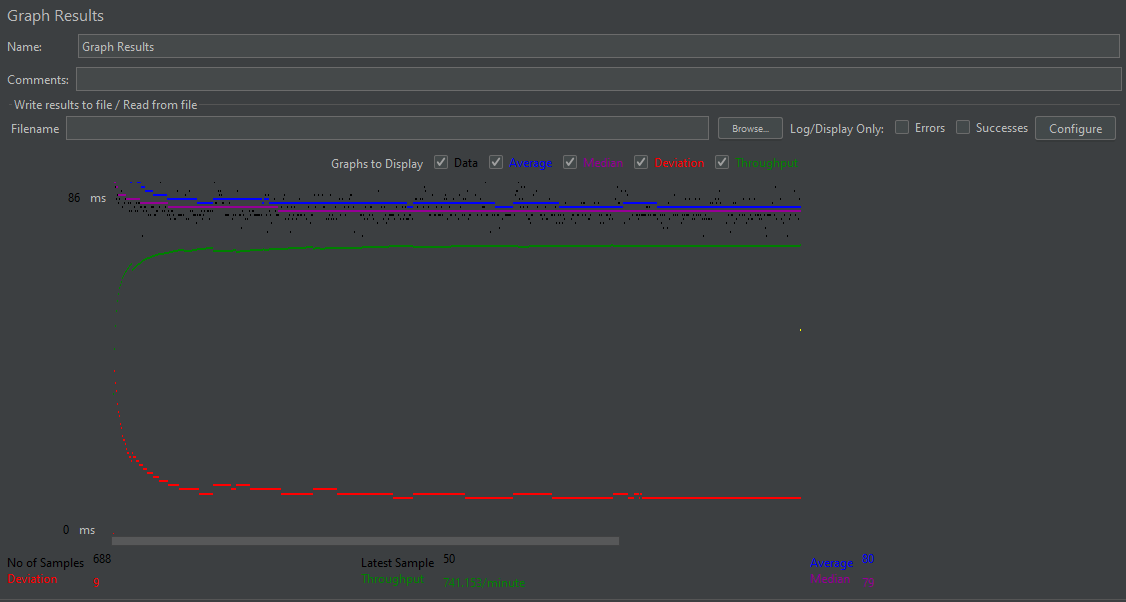 Graph Results
Name: Graph Results
Comments:
Write results to file / Read from file
Filename Browse... Log/Display Only: Errors Successes Configure
Graphs to Display Data Average Median Deviation Throughput
86 ms
0 ms
No of Samples 688 Latest Sample 50 Average 80
Deviation 9 Throughput 741.153/minute Median